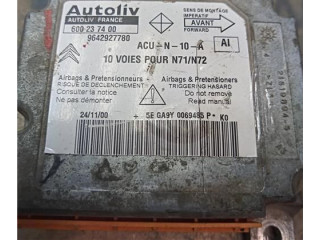 Autoliv
AUTOLIV FRANCE
600 23 74 00
9642927780
SENS DE MONTAGE
IMPERATIF
AVANT
FORWARD
ACU-N-10-A
AI
10 VOIES POUR N71/N72
Airbags & Pretensionneurs
RISQUE DE DECLENCHEMENT
Consulter la notice
Ne pas démonter
Airbags & Pretensioners
TRIGGERING HAZARD
Do not remove
Read manual
24/11/00
5E GA9Y 0069485 P
K0